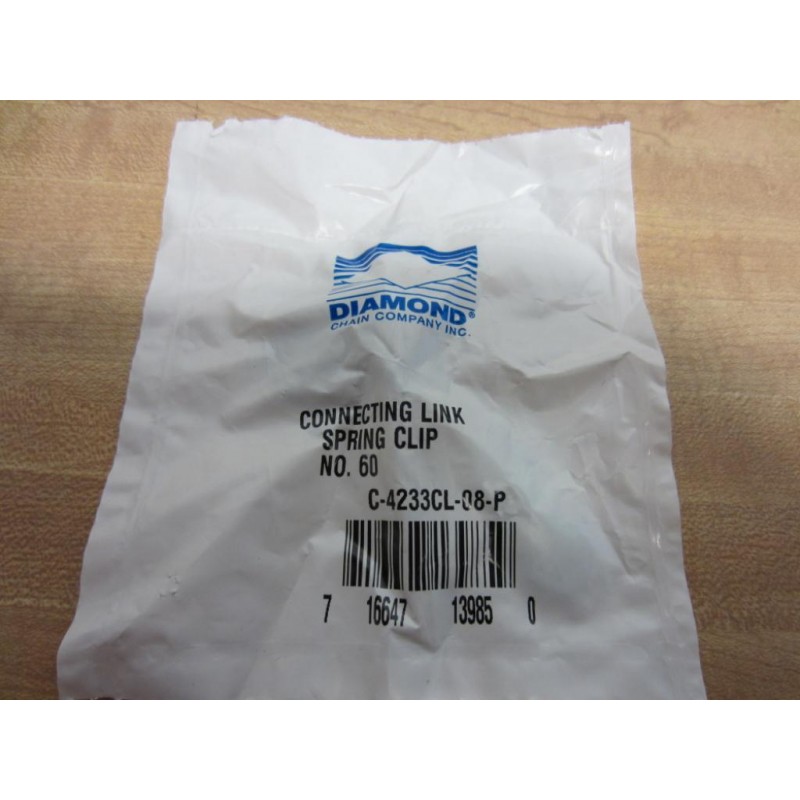 DIAMOND®
CHAIN COMPANY INC.
CONNECTING LINK
SPRING CLIP
NO. 60
C-4233CL-08-P
7 16647 13985 0